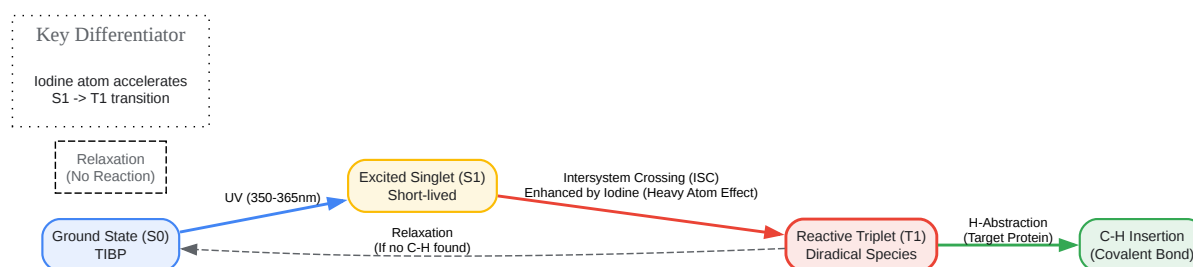 Key Differentiator
Iodine atom accelerates
S1 -> T1 transition
Relaxation
(No Reaction)
Ground State (S0)
TIBP
UV (350-365nm)
Excited Singlet (S1)
Short-lived
Intersystem Crossing (ISC)
Enhanced by Iodine (Heavy Atom Effect)
Relaxation
(If no C-H found)
Reactive Triplet (T1)
Diradical Species
H-Abstraction
(Target Protein)
C-H Insertion
(Covalent Bond)